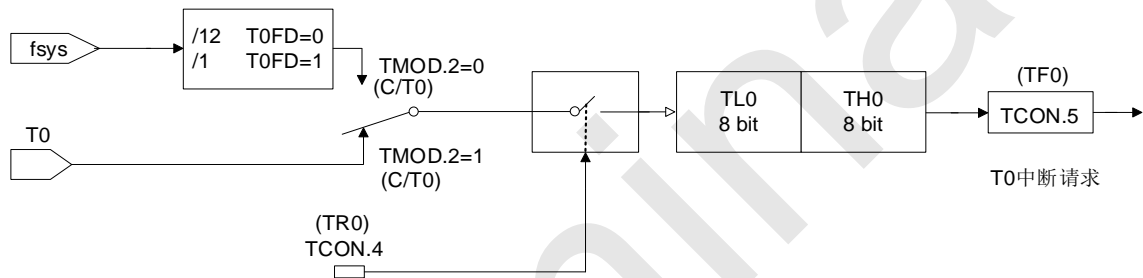 fsys
/12 T0FD=0
/1 T0FD=1
TMOD.2=0
(C/T0)
T0
TMOD.2=1
(C/T0)
(TR0)
TCON.4
TL0
8 bit
TH0
8 bit
(TF0)
TCON.5
T0中断请求